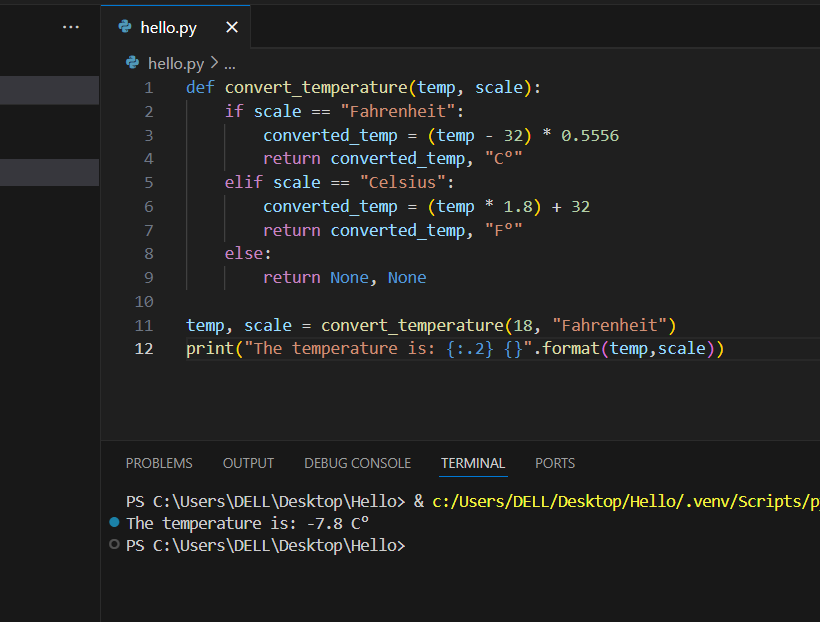 ...
hello.py ×
hello.py > ...
1 def convert_temperature(temp, scale):
2     if scale == "Fahrenheit":
3         converted_temp = (temp - 32) * 0.5556
4         return converted_temp, "Cº"
5     elif scale == "Celsius":
6         converted_temp = (temp * 1.8) + 32
7         return converted_temp, "Fº"
8     else:
9         return None, None
10
11 temp, scale = convert_temperature(18, "Fahrenheit")
12 print("The temperature is: {:.2} {}".format(temp,scale))
PROBLEMS OUTPUT DEBUG CONSOLE TERMINAL PORTS
PS C:\Users\DELL\Desktop\Hello> & c:/Users/DELL/Desktop/Hello/.venv/Scripts/p
The temperature is: -7.8 Cº
PS C:\Users\DELL\Desktop\Hello>